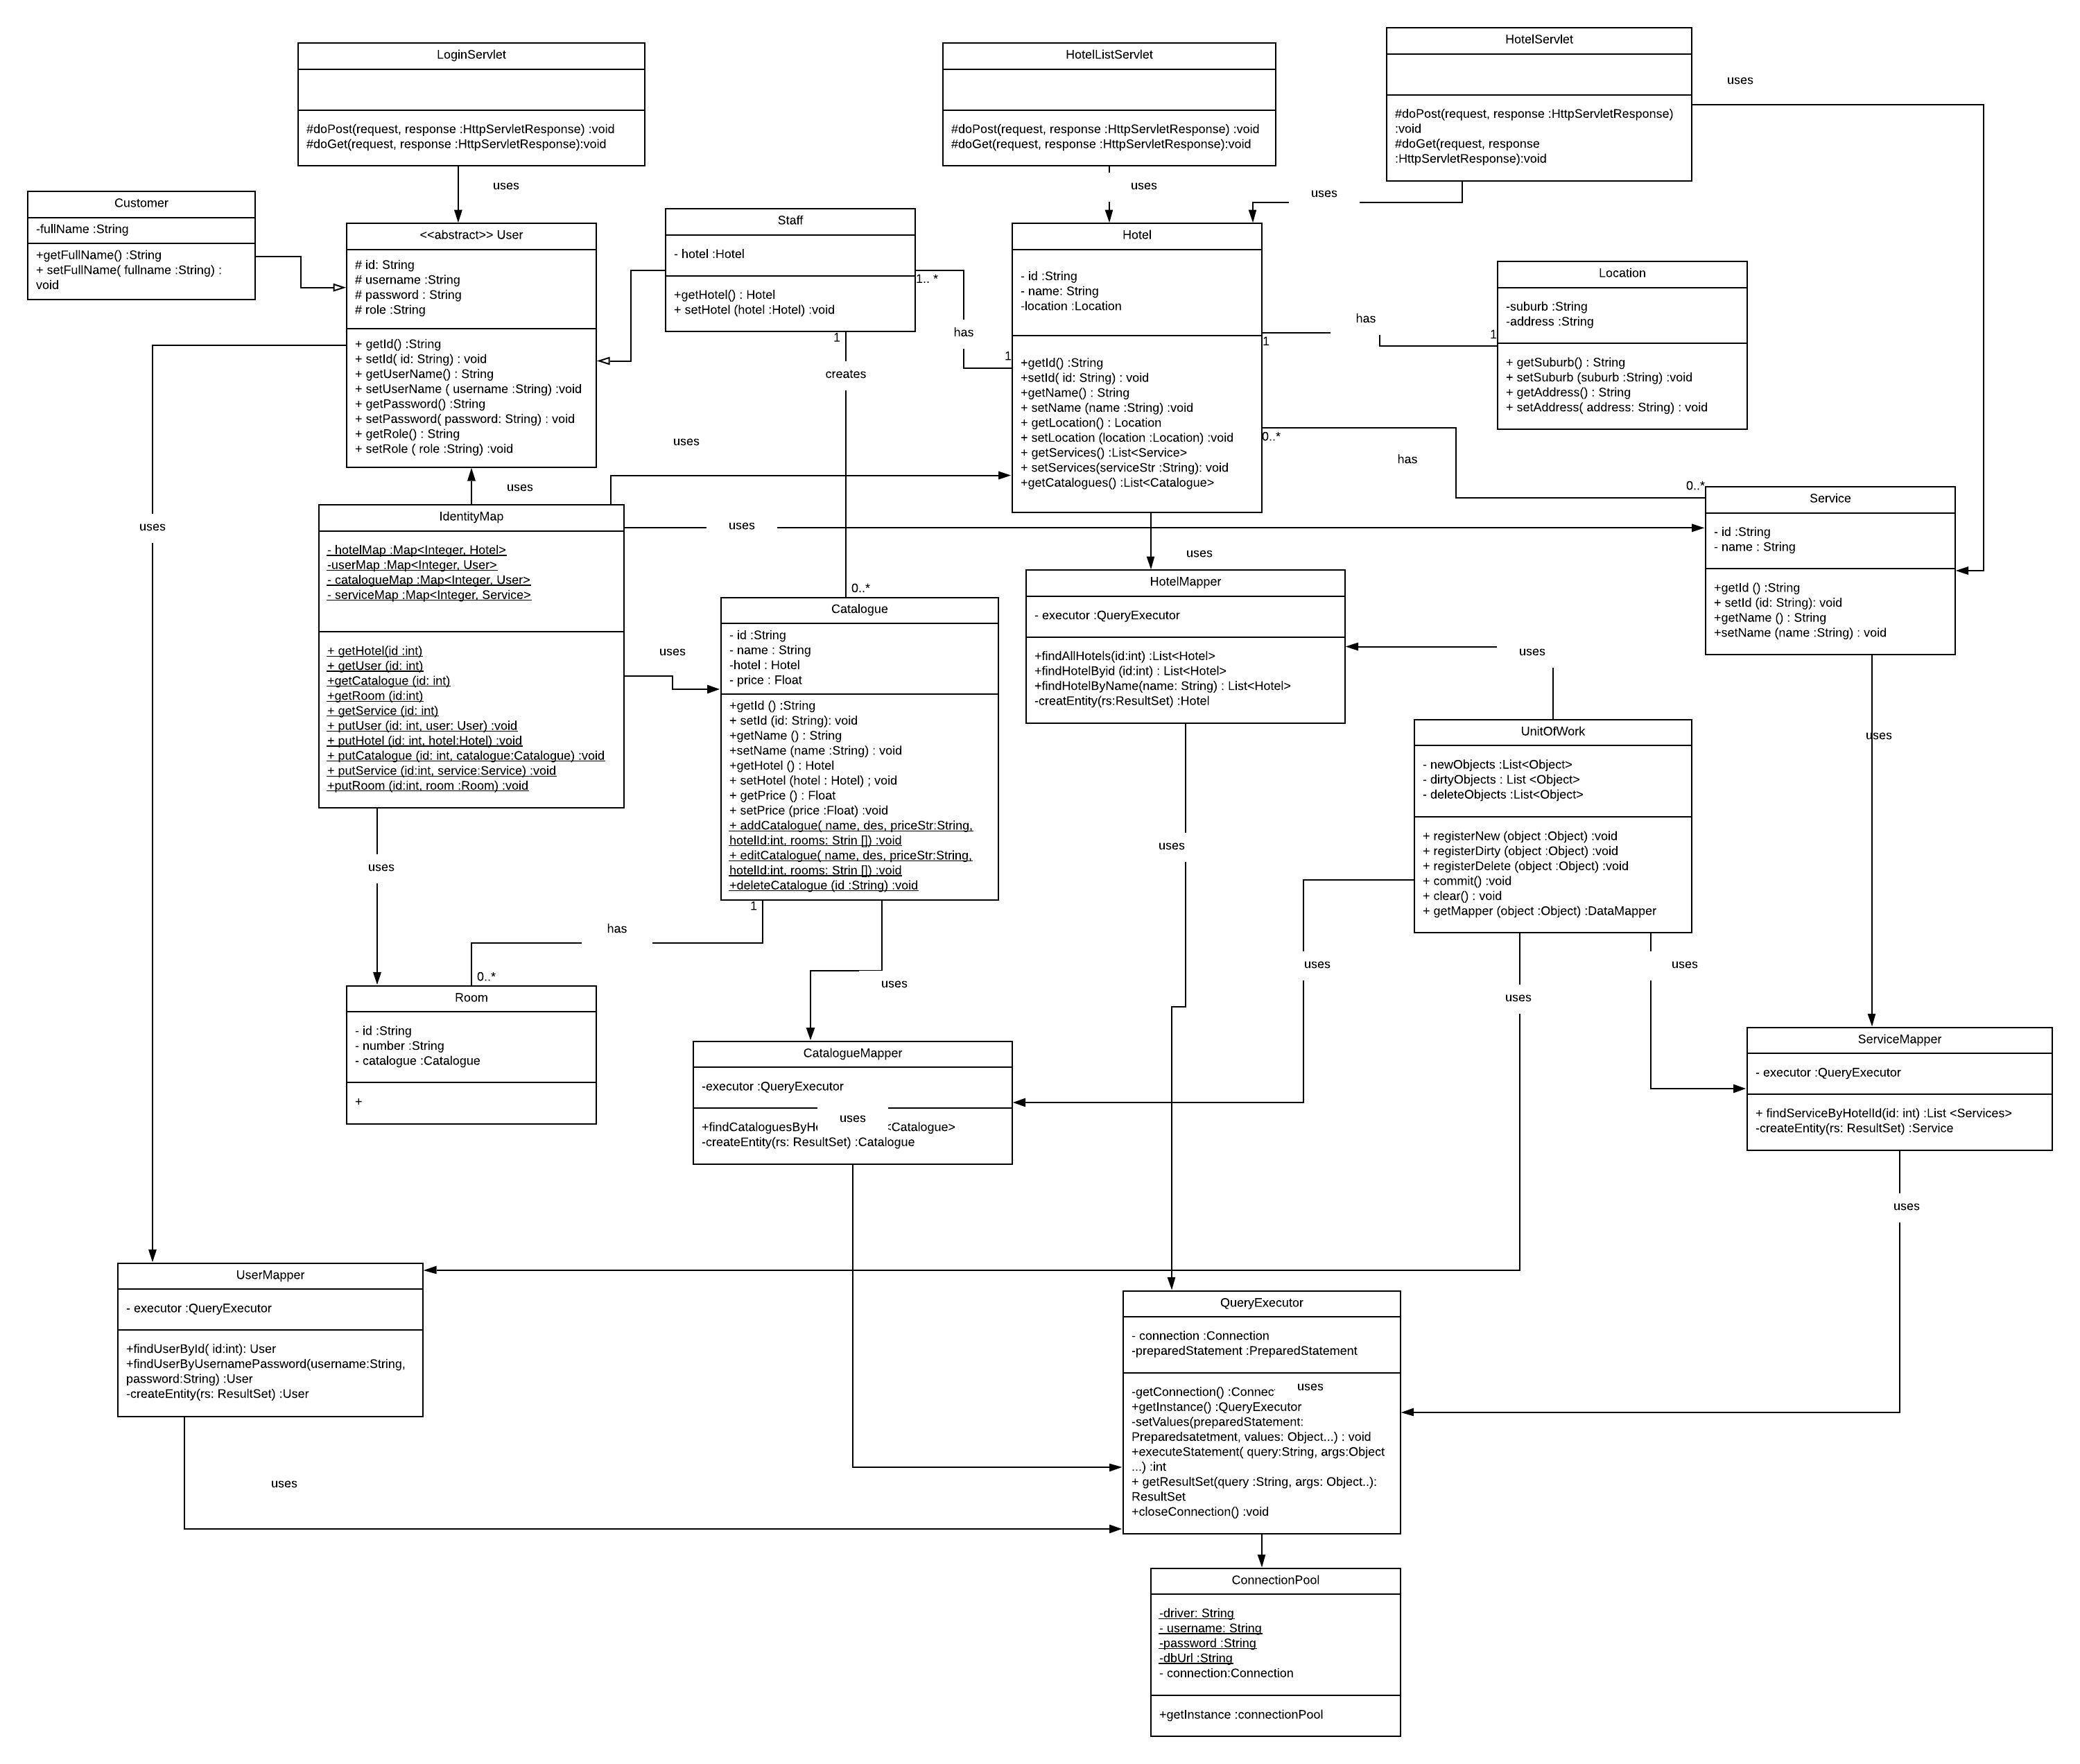 LoginServlet
#doPost(request, response :HttpServletResponse) :void
#doGet(request, response :HttpServletResponse):void
HotelListServlet
#doPost(request, response :HttpServletResponse) :void
#doGet(request, response :HttpServletResponse):void
HotelServlet
#doPost(request, response :HttpServletResponse)
:void
#doGet(request, response
:HttpServletResponse):void
uses
uses
uses
uses
Customer
-fullName :String
+getFullName() :String
+ setFullName( fullname :String) :
void
<<abstract>> User
# id: String
# username :String
# password : String
# role :String
+ getId() :String
+ setId( id: String) : void
+ getUserName() : String
+ setUserName ( username :String) :void
+ getPassword() :String
+ setPassword( password: String) : void
+ getRole() : String
+ setRole ( role :String) :void
Staff
- hotel :Hotel
+getHotel() : Hotel
+ setHotel (hotel :Hotel) :void
1.. *
has
1
1
creates
0..*
Hotel
- id :String
- name: String
-location :Location
+getId() :String
+setId( id: String) : void
+getName() : String
+ setName (name :String) :void
+ getLocation() : Location
+ setLocation (location :Location) :void
+ getServices() :List<Service>
+ setServices(serviceStr :String): void
+getCatalogues() :List<Catalogue>
1
has
1
Location
-suburb :String
-address :String
+ getSuburb() : String
+ setSuburb (suburb :String) :void
+ getAddress() : String
+ setAddress( address: String) : void
0..*
has
0..*
uses
uses
uses
uses
uses
IdentityMap
- hotelMap :Map<Integer, Hotel>
-userMap :Map<Integer, User>
- catalogueMap :Map<Integer, User>
- serviceMap :Map<Integer, Service>
+ getHotel(id :int)
+ getUser (id: int)
+getCatalogue (id: int)
+getRoom (id:int)
+ getService (id: int)
+ putUser (id: int, user: User) :void
+ putHotel (id: int, hotel:Hotel) :void
+ putCatalogue (id: int, catalogue:Catalogue) :void
+ putService (id:int, service:Service) :void
+putRoom (id:int, room :Room) :void
uses
Catalogue
- id :String
- name : String
-hotel : Hotel
- price : Float
+getId () :String
+ setId (id: String): void
+getName () : String
+setName (name :String) : void
+getHotel () : Hotel
+ setHotel (hotel : Hotel) ; void
+ getPrice () : Float
+ setPrice (price :Float) :void
+ addCatalogue( name, des, priceStr:String,
hotelId:int, rooms: Strin []) :void
+ editCatalogue( name, des, priceStr:String,
hotelId:int, rooms: Strin []) :void
+deleteCatalogue (id :String) :void
HotelMapper
- executor :QueryExecutor
+findAllHotels(id:int) :List<Hotel>
+findHotelByid (id:int) : List<Hotel>
+findHotelByName(name: String) : List<Hotel>
-creatEntity(rs:ResultSet) :Hotel
uses
Service
- id :String
- name : String
+getId () :String
+ setId (id: String): void
+getName () : String
+setName (name :String) : void
uses
UnitOfWork
- newObjects :List<Object>
- dirtyObjects : List <Object>
- deleteObjects :List<Object>
+ registerNew (object :Object) :void
+ registerDirty (object :Object) :void
+ registerDelete (object :Object) :void
+ commit() :void
+ clear() : void
+ getMapper (object :Object) :DataMapper
uses
uses
1
has
0..*
uses
uses
uses
uses
Room
- id :String
- number :String
- catalogue :Catalogue
+
CatalogueMapper
-executor :QueryExecutor
uses
<Catalogue>
-createEntity(rs: ResultSet) :Catalogue
ServiceMapper
- executor :QueryExecutor
+ findServiceByHotelId(id: int) :List <Services>
-createEntity(rs: ResultSet) :Service
uses
UserMapper
- executor :QueryExecutor
+findUserById( id:int): User
+findUserByUsernamePassword(username:String,
password:String) :User
-createEntity(rs: ResultSet) :User
uses
QueryExecutor
- connection :Connection
-preparedStatement :PreparedStatement
-getConnection() :Connec
uses
+getInstance() :QueryExecutor
-setValues(preparedStatement:
Preparedsatetment, values: Object...) : void
+executeStatement( query:String, args:Object
...) :int
+ getResultSet(query :String, args: Object..):
ResultSet
+closeConnection() :void
ConnectionPool
-driver: String
- username: String
-password :String
-dbUrl :String
- connection:Connection
+getInstance :connectionPool